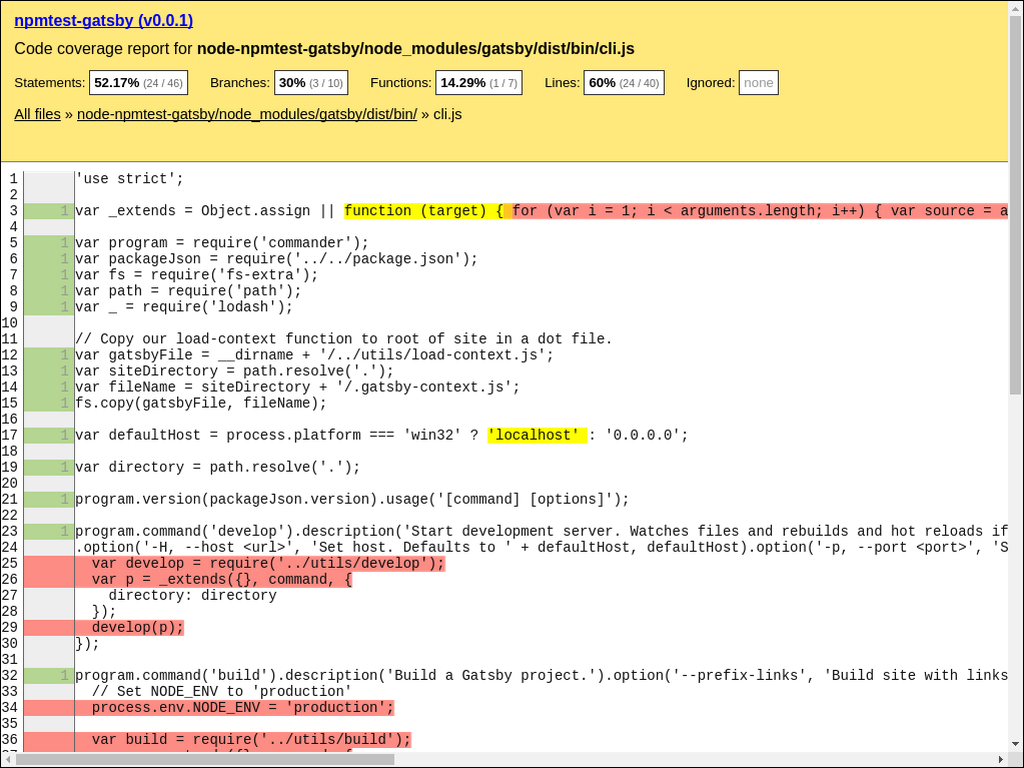 npmtest-gatsby (v0.0.1)
Code coverage report for node-npmtest-gatsby/node_modules/gatsby/dist/bin/cli.js
Statements: 52.17% (24 / 46) Branches: 30% (3 / 10) Functions: 14.29% (1 / 7) Lines: 60% (24 / 40) Ignored: none
All files » node-npmtest-gatsby/node_modules/gatsby/dist/bin/ » cli.js
1 'use strict';
2
3 1 var _extends = Object.assign || function (target) { for (var i = 1; i < arguments.length; i++) { var source = a
4
5 1 var program = require('commander');
6 1 var packageJson = require('../../package.json');
7 1 var fs = require('fs-extra');
8 1 var path = require('path');
9 1 var _ = require('lodash');
10
11 // Copy our load-context function to root of site in a dot file.
12 1 var gatsbyFile = __dirname + '/../utils/load-context.js';
13 1 var siteDirectory = path.resolve('.');
14 1 var fileName = siteDirectory + '/.gatsby-context.js';
15 1 fs.copy(gatsbyFile, fileName);
16
17 1 var defaultHost = process.platform === 'win32' ? 'localhost' : '0.0.0.0';
18
19 1 var directory = path.resolve('.');
20
21 1 program.version(packageJson.version).usage('[command] [options]');
22
23 1 program.command('develop').description('Start development server. Watches files and rebuilds and hot reloads if
24 .option('-H, --host <url>', 'Set host. Defaults to ' + defaultHost, defaultHost).option('-p, --port <port>', 'S
25 var develop = require('../utils/develop');
26 var p = _extends({}, command, {
27 directory: directory
28 });
29 develop(p);
30 });
31
32 1 program.command('build').description('Build a Gatsby project.').option('--prefix-links', 'Build site with links
33 // Set NODE_ENV to 'production'
34 process.env.NODE_ENV = 'production';
35
36 var build = require('../utils/build');